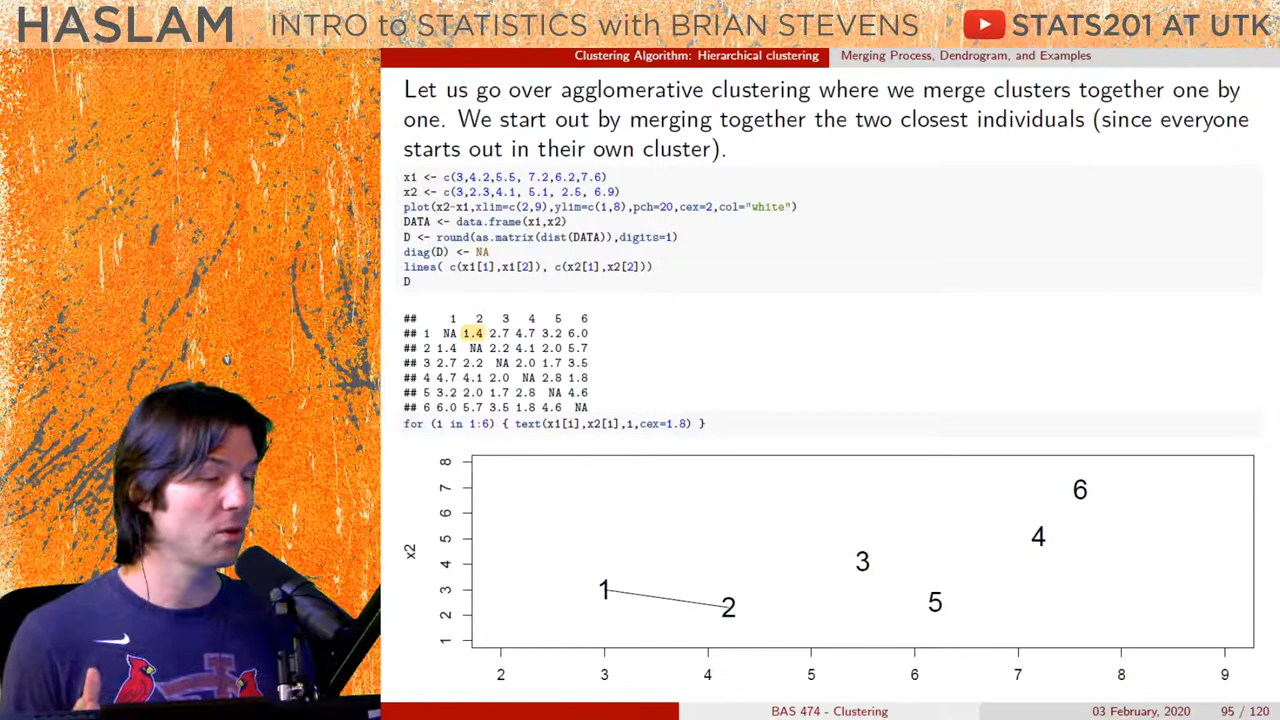 HASLAM INTRO to STATISTICS with BRIAN STEVENS STATS201 AT UTK
Clustering Algorithm: Hierarchical clustering Merging Process, Dendrogram, and Examples
Let us go over agglomerative clustering where we merge clusters together one by
one. We start out by merging together the two closest individuals (since everyone
starts out in their own cluster).
x1 <- c(3,4.2,5.5, 7.2,6.2,7.6)
x2 <- c(3,2.3,4.1, 5.1, 2.5, 6.9)
plot(x2~x1,xlim=c(2,9),ylim=c(1,8),pch=20,cex=2,col="white")
DATA <- data.frame(x1,x2)
D <- round(as.matrix(dist(DATA)),digits=1)
diag(D) <- NA
lines( c(x1[1],x1[2]), c(x2[1],x2[2]))
D
## 1 2 3 4 5 6
## 1 NA 1.4 2.7 4.7 3.2 6.0
## 2 1.4 NA 2.2 4.1 2.0 5.7
## 3 2.7 2.2 NA 2.0 1.7 3.5
## 4 4.7 4.1 2.0 NA 2.8 1.8
## 5 3.2 2.0 1.7 2.8 NA 4.6
## 6 6.0 5.7 3.5 1.8 4.6 NA
for (i in 1:6) { text(x1[i],x2[i],i,cex=1.8) }
8
7
6
5
4
3
2
1
x2
6
4
3
1
5
2
2 3 4 5 6 7 8 9
BAS 474 - Clustering 03 February, 2020 95 / 120